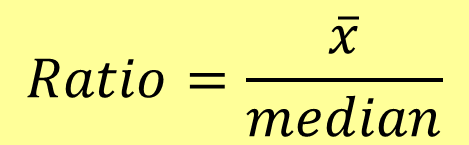 Ratio = x̄ / median